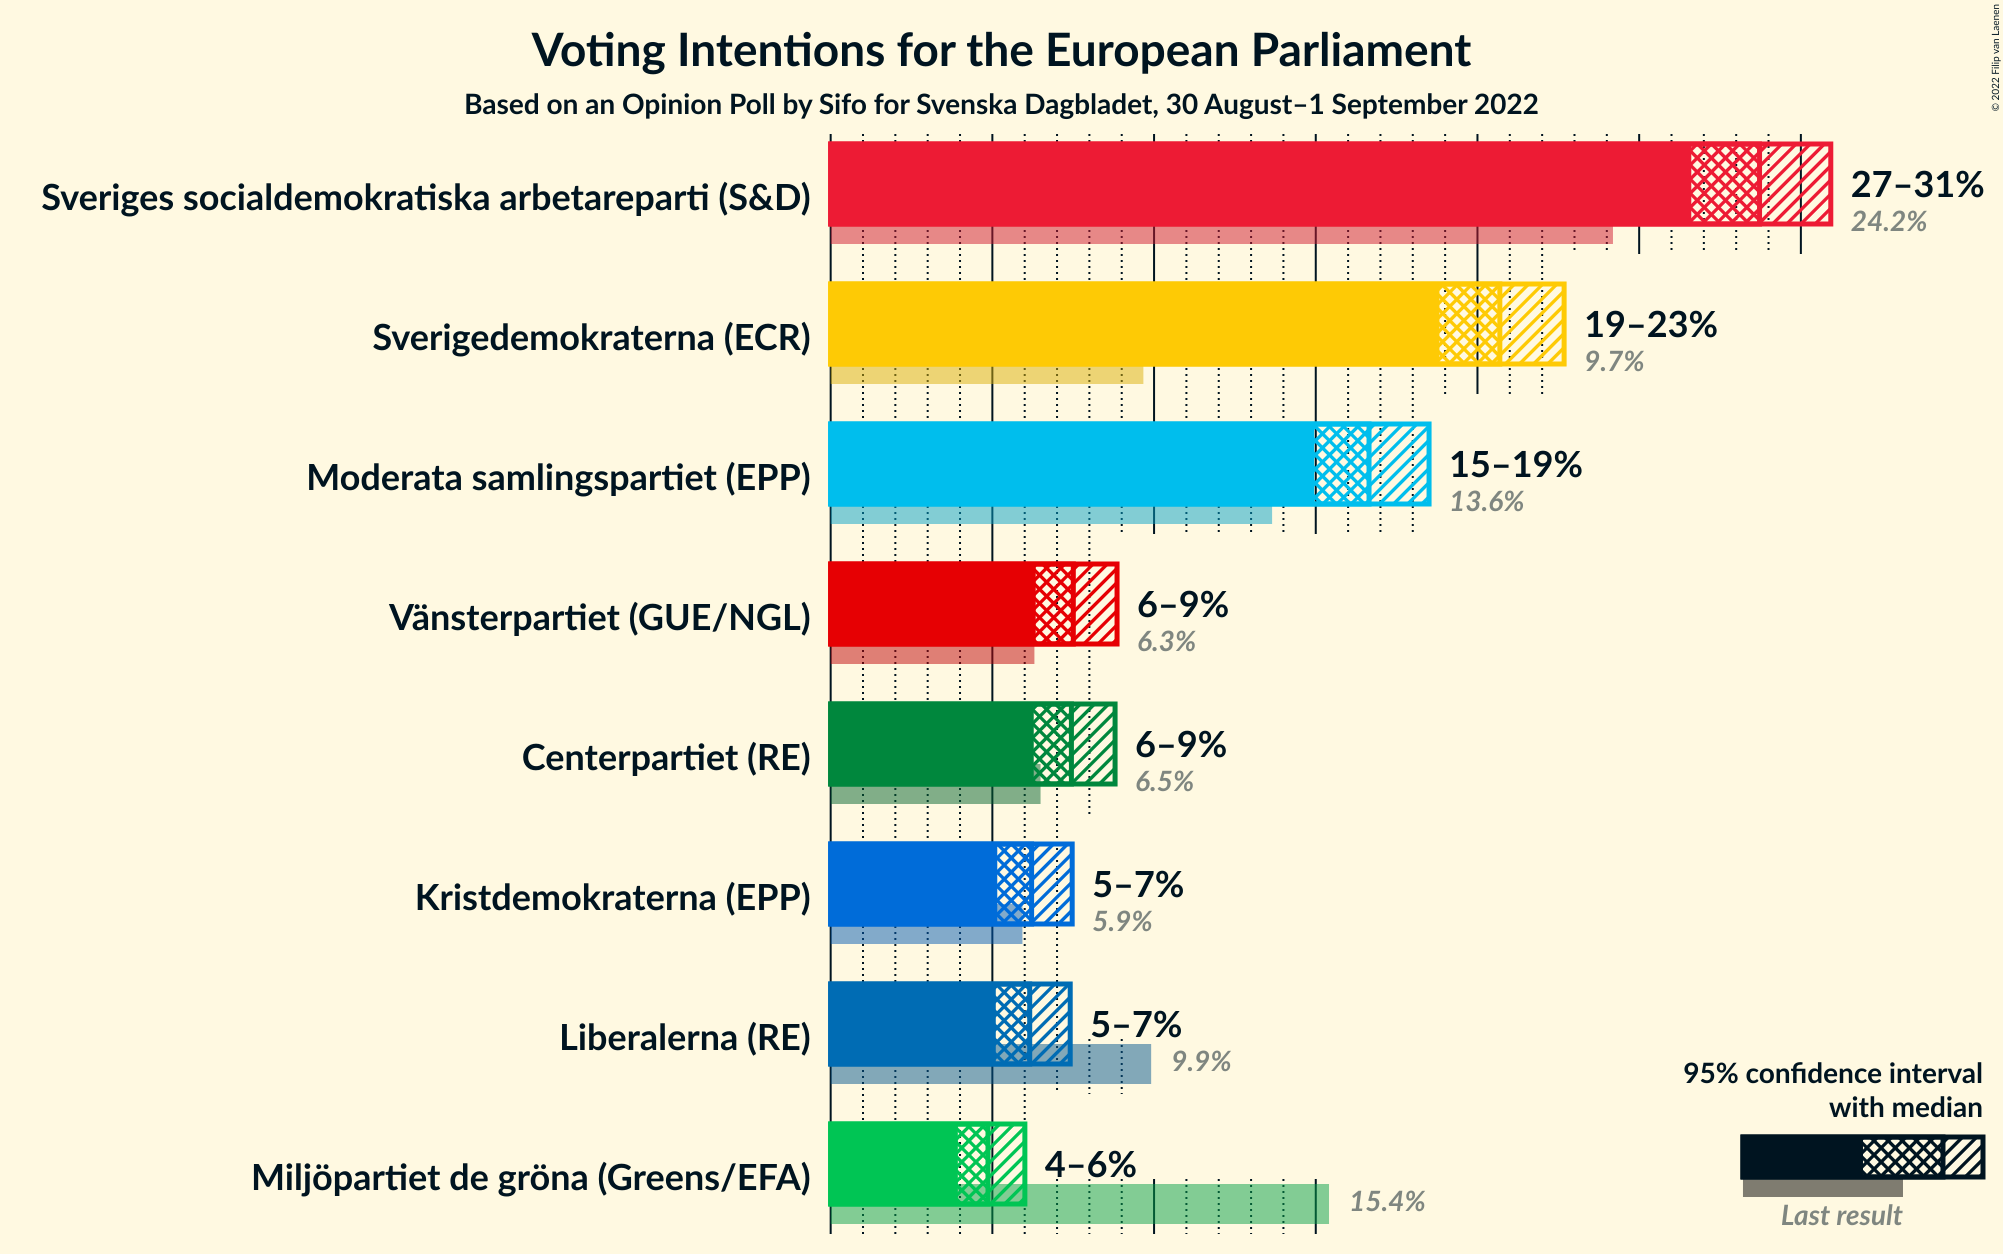 Voting Intentions for the European Parliament
Based on an Opinion Poll by Sifo for Svenska Dagbladet, 30 August–1 September 2022
© 2022 Filip van Laenen
Sveriges socialdemokratiska arbetareparti (S&D)
27–31%
24.2%
Sverigedemokraterna (ECR)
19–23%
9.7%
Moderata samlingspartiet (EPP)
15–19%
13.6%
Vänsterpartiet (GUE/NGL)
6–9%
6.3%
Centerpartiet (RE)
6–9%
6.5%
Kristdemokraterna (EPP)
5–7%
5.9%
Liberalerna (RE)
5–7%
9.9%
Miljöpartiet de gröna (Greens/EFA)
4–6%
15.4%
95% confidence interval
with median
Last result